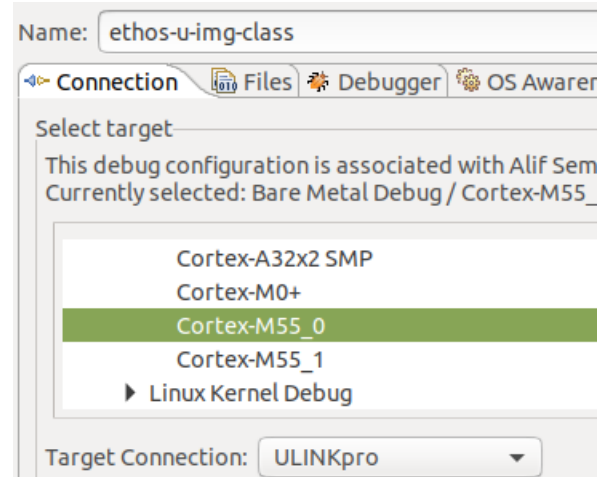 Name: ethos-u-img-class
Connection Files Debugger OS Awaren
Select target
This debug configuration is associated with Alif Sem
Currently selected: Bare Metal Debug / Cortex-M55_
Cortex-A32x2 SMP
Cortex-M0+
Cortex-M55_0
Cortex-M55_1
Linux Kernel Debug
Target Connection: ULINKpro